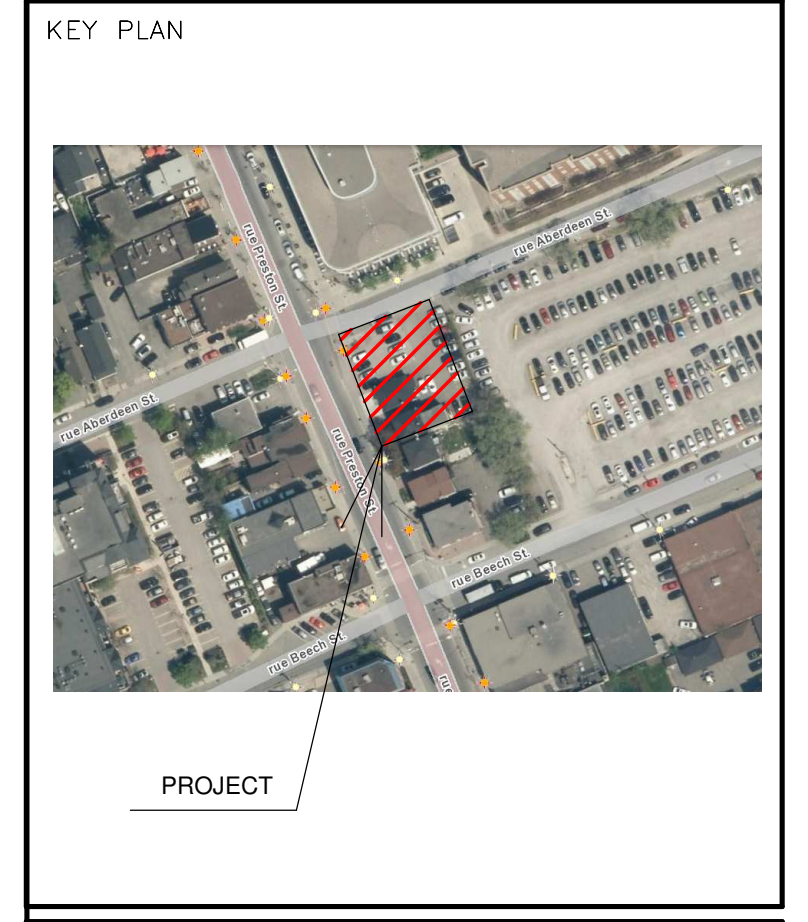 KEY PLAN
rue Preston St.
rue Aberdeen St.
rue Aberdeen St.
rue Preston St.
rue Beech St.
rue Beech St.
rue
PROJECT